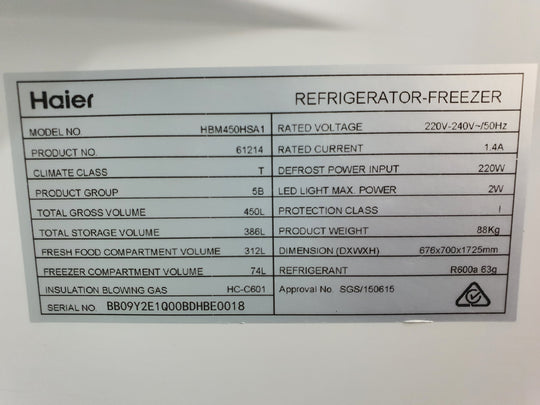 Haier REFRIGERATOR-FREEZER
MODEL NO. HBM450HSA1 RATED VOLTAGE 220V-240V~/50Hz
PRODUCT NO. 61214 RATED CURRENT 1.4A
CLIMATE CLASS T DEFROST POWER INPUT 220W
PRODUCT GROUP 5B LED LIGHT MAX. POWER 2W
TOTAL GROSS VOLUME 450L PROTECTION CLASS I
TOTAL STORAGE VOLUME 386L PRODUCT WEIGHT 88Kg
FRESH FOOD COMPARTMENT VOLUME 312L DIMENSION (DXWXH) 676x700x1725mm
FREEZER COMPARTMENT VOLUME 74L REFRIGERANT R600a 63g
INSULATION BLOWING GAS HC-C601 Approval No. SGS/150615
SERIAL NO. BB09Y2E1Q00BDHBE0018